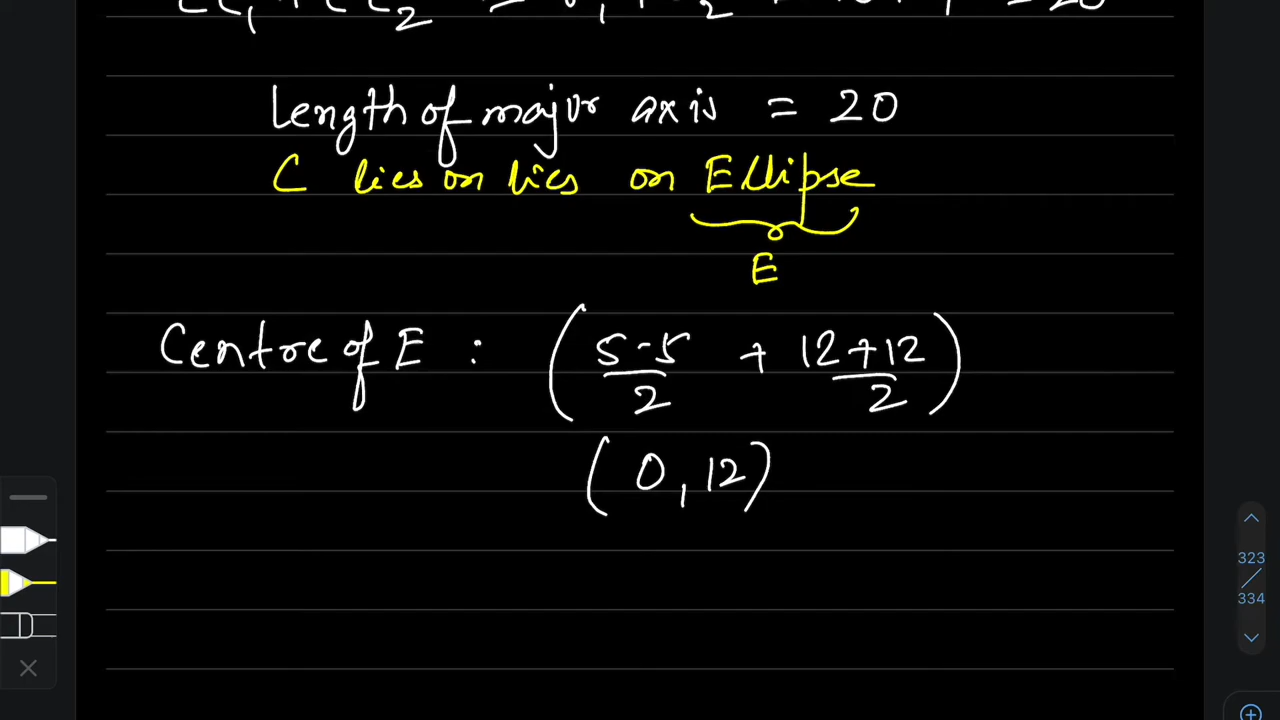 Length of major axis = 20
C lies on lies on Ellipse
E
Centre of E : ( 5-5/2 + 12+12/2 )
( 0, 12)
323
334